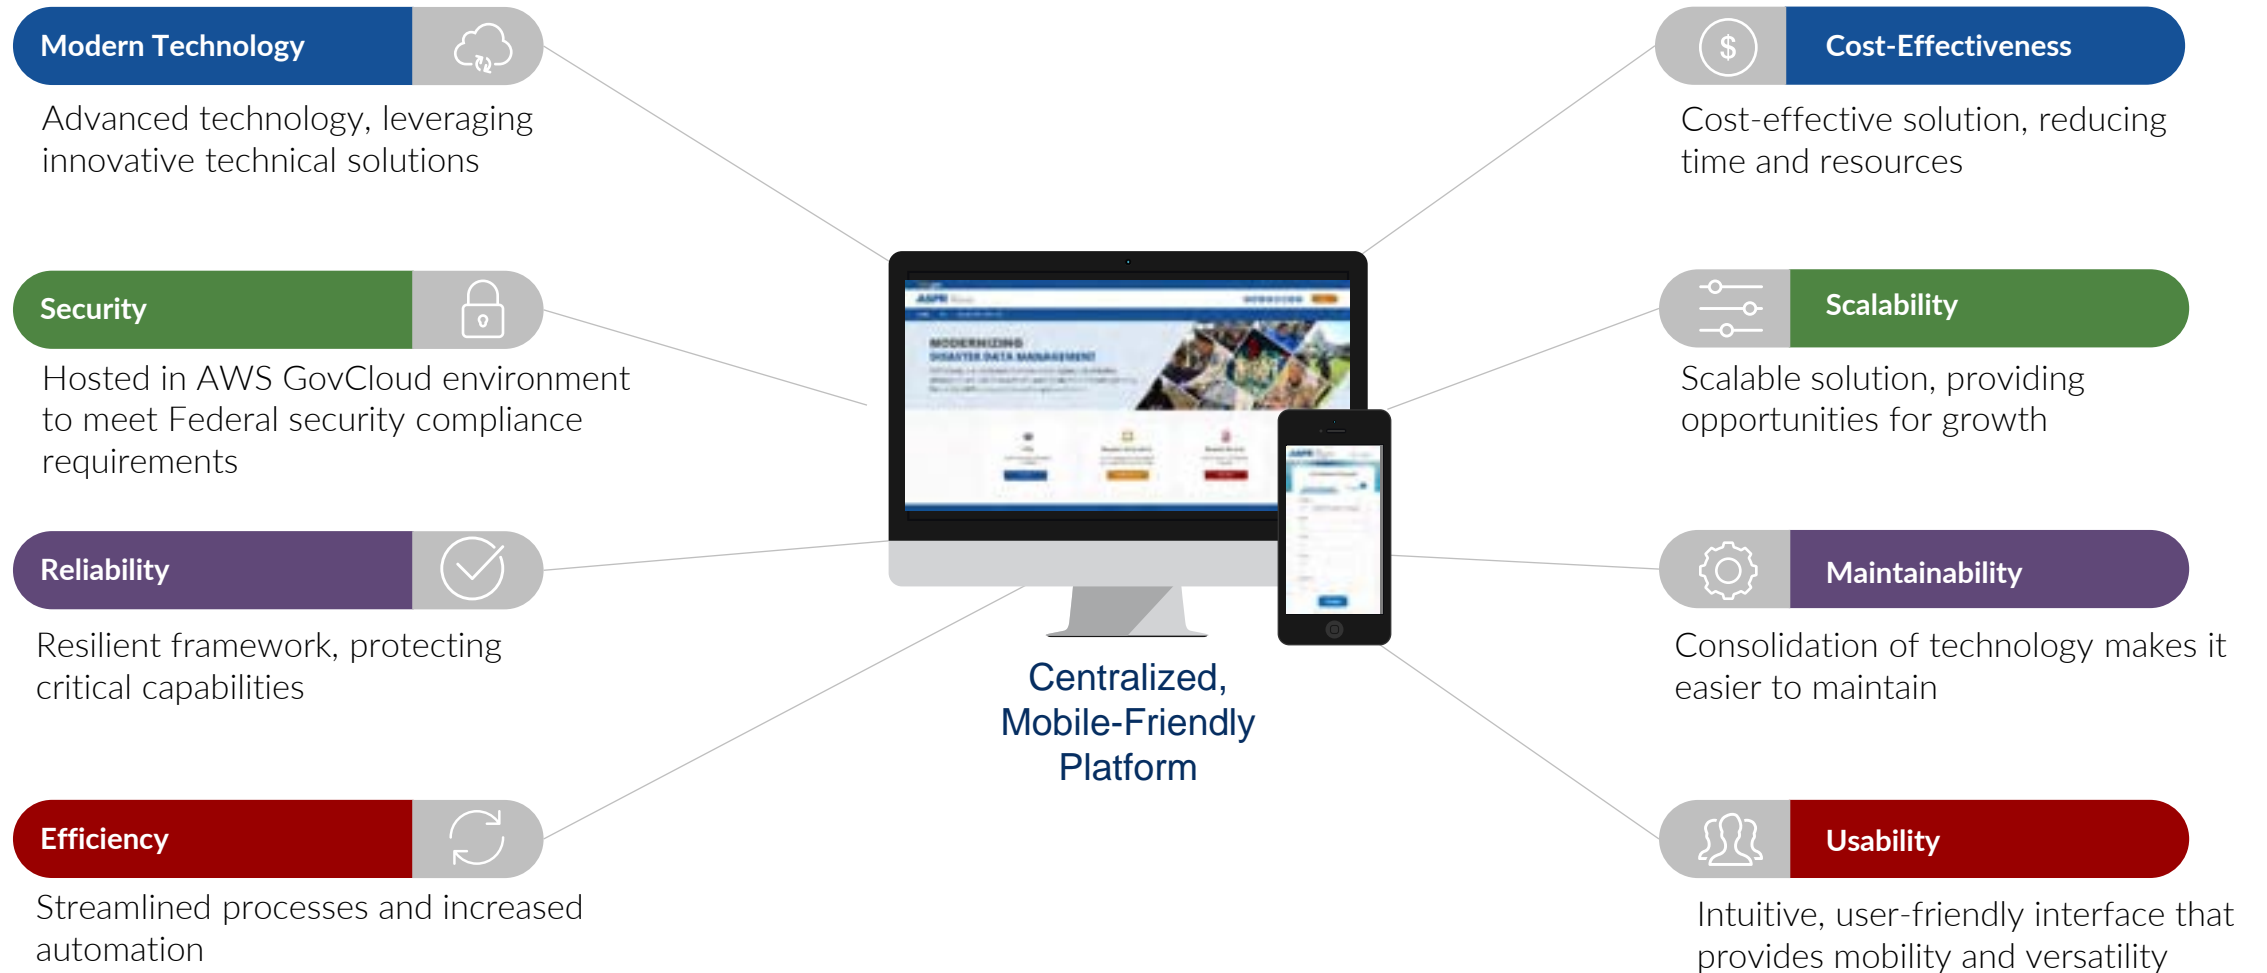 Modern Technology
Advanced technology, leveraging
innovative technical solutions
Security
Hosted in AWS GovCloud environment
to meet Federal security compliance
requirements
Reliability
Resilient framework, protecting
critical capabilities
Efficiency
Streamlined processes and increased
automation
ASPR
MODERNIZING
DISASTER DATA MANAGEMENT
ASPR
Centralized,
Mobile-Friendly
Platform
$
Cost-Effectiveness
Cost-effective solution, reducing
time and resources
Scalability
Scalable solution, providing
opportunities for growth
Maintainability
Consolidation of technology makes it
easier to maintain
Usability
Intuitive, user-friendly interface that
provides mobility and versatility